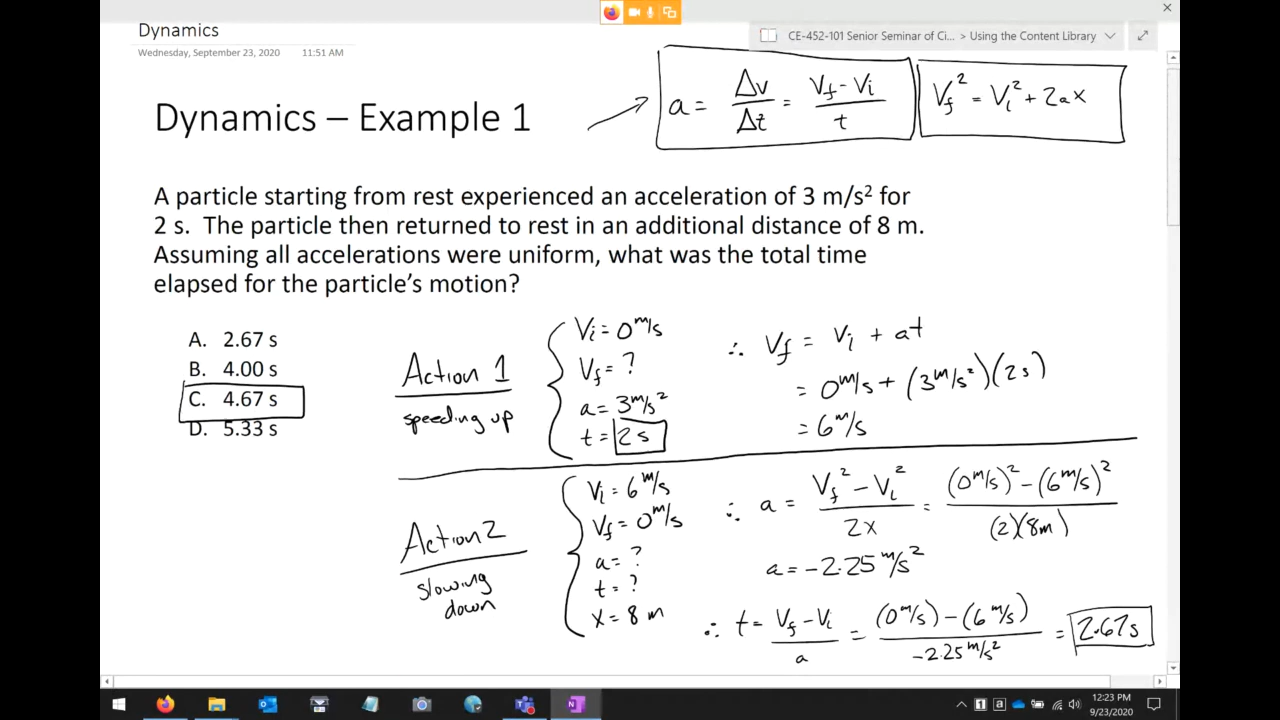 Dynamics
Wednesday, September 23, 2020 11:51 AM
CE-452-101 Senior Seminar of Ci... > Using the Content Library
a = Δv/Δt = (Vf - Vi)/t
Vf² = Vi² + 2ax
Dynamics – Example 1
A particle starting from rest experienced an acceleration of 3 m/s² for
2 s. The particle then returned to rest in an additional distance of 8 m.
Assuming all accelerations were uniform, what was the total time
elapsed for the particle's motion?
A. 2.67 s
B. 4.00 s
C. 4.67 s
D. 5.33 s
Action 1
speeding up
Vi = 0 m/s
Vf = ?
a = 3 m/s²
t = 2 s
∴ Vf = Vi + at
= 0 m/s + (3 m/s²)(2 s)
= 6 m/s
Action 2
slowing
down
Vi = 6 m/s
Vf = 0 m/s
a = ?
t = ?
x = 8 m
∴ a = (Vf² - Vi²)/2x = ((0 m/s)² - (6 m/s)²)/(2)(8m)
a = -2.25 m/s²
∴ t = (Vf - Vi)/a = ((0 m/s) - (6 m/s))/-2.25 m/s² = 2.67 s
12:23 PM
9/23/2020